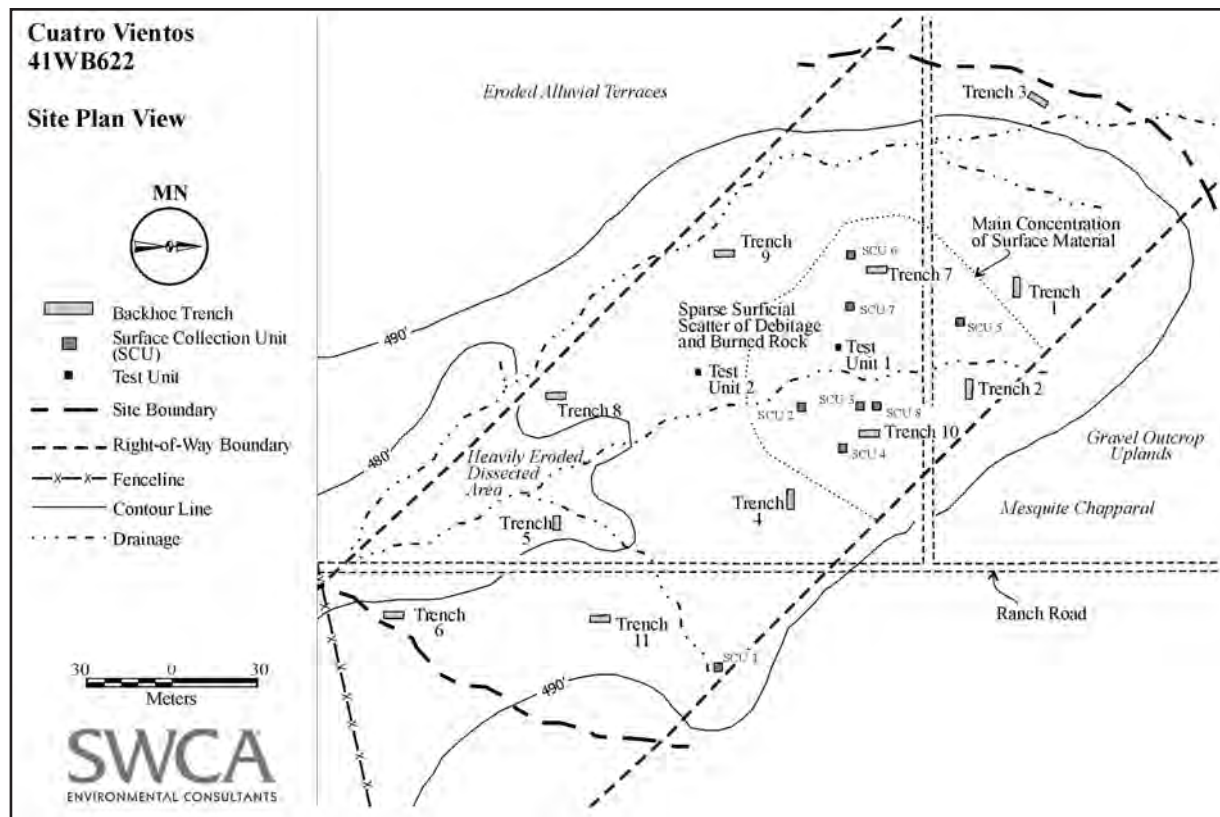 Cuatro Vientos
41WB622
Site Plan View
MN
Backhoe Trench
Surface Collection Unit
(SCU)
Test Unit
Site Boundary
Right-of-Way Boundary
Fenceline
Contour Line
Drainage
30 0 30
Meters
SWCA
ENVIRONMENTAL CONSULTANTS
Eroded Alluvial Terraces
Trench 3
Main Concentration
of Surface Material
Trench
9
SCU 6
Trench 7
Trench
1
490'
Sparse Surficial
Scatter of Debitage
and Burned Rock
SCU 7
SCU 5
Test
Unit 1
Test
Unit 2
Trench 2
Trench 8
SCU 2
SCU 3
SCU 8
Trench 10
SCU 4
480'
Heavily Eroded,
Dissected
Area
Gravel Outcrop
Uplands
Trench
5
Trench
4
Mesquite Chapparal
Ranch Road
Trench
6
Trench
11
SCU 1
490'